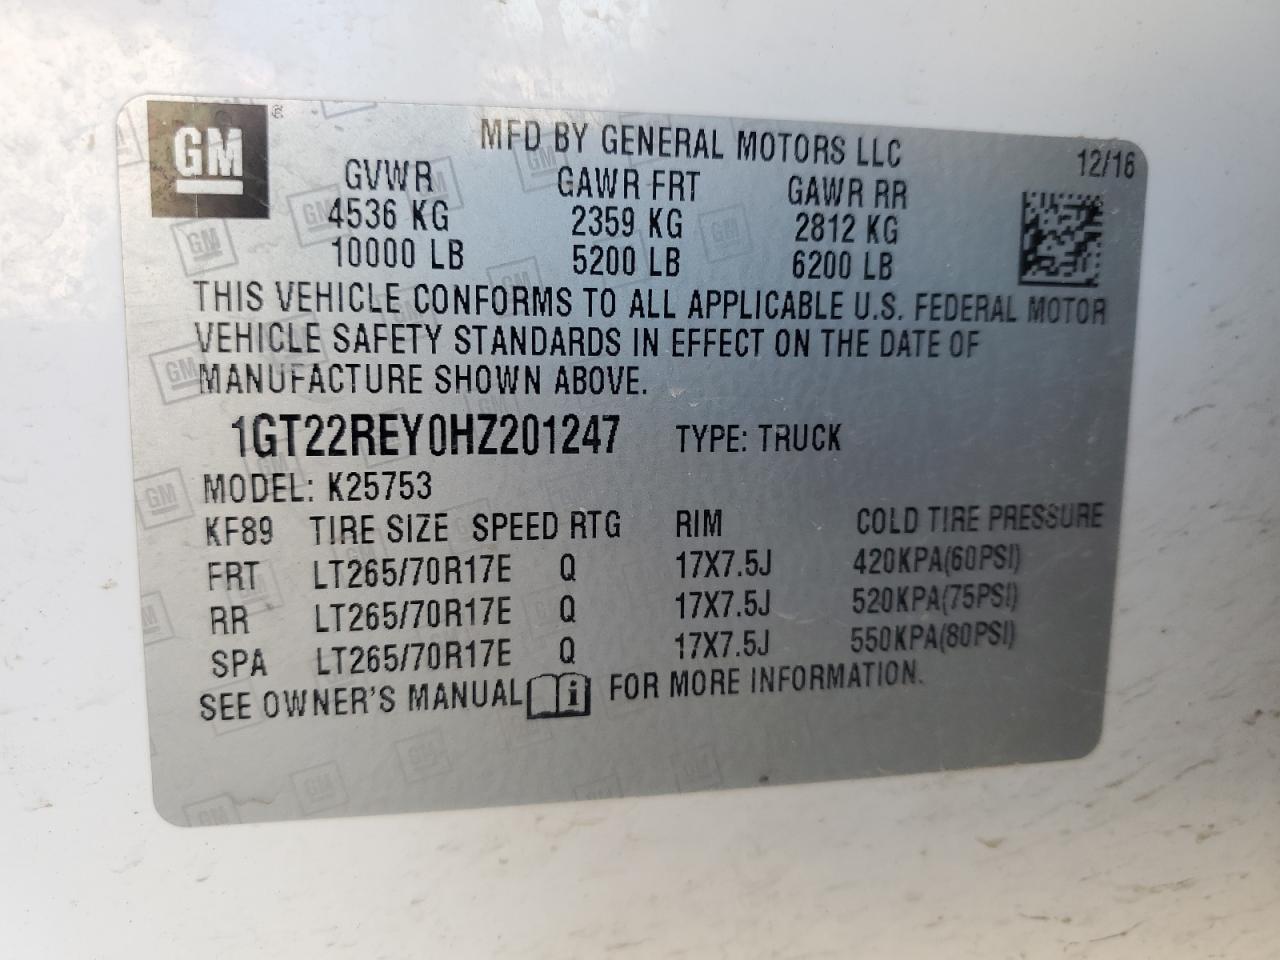 GM
MFD BY GENERAL MOTORS LLC 12/16
GVWR GAWR FRT GAWR RR
4536 KG 2359 KG 2812 KG
10000 LB 5200 LB 6200 LB
THIS VEHICLE CONFORMS TO ALL APPLICABLE U.S. FEDERAL MOTOR
VEHICLE SAFETY STANDARDS IN EFFECT ON THE DATE OF
MANUFACTURE SHOWN ABOVE.
1GT22REY0HZ201247 TYPE: TRUCK
MODEL: K25753
KF89 TIRE SIZE SPEED RTG RIM COLD TIRE PRESSURE
FRT LT265/70R17E Q 17X7.5J 420KPA(60PSI)
RR LT265/70R17E Q 17X7.5J 520KPA(75PSI)
SPA LT265/70R17E Q 17X7.5J 550KPA(80PSI)
SEE OWNER'S MANUAL i FOR MORE INFORMATION.